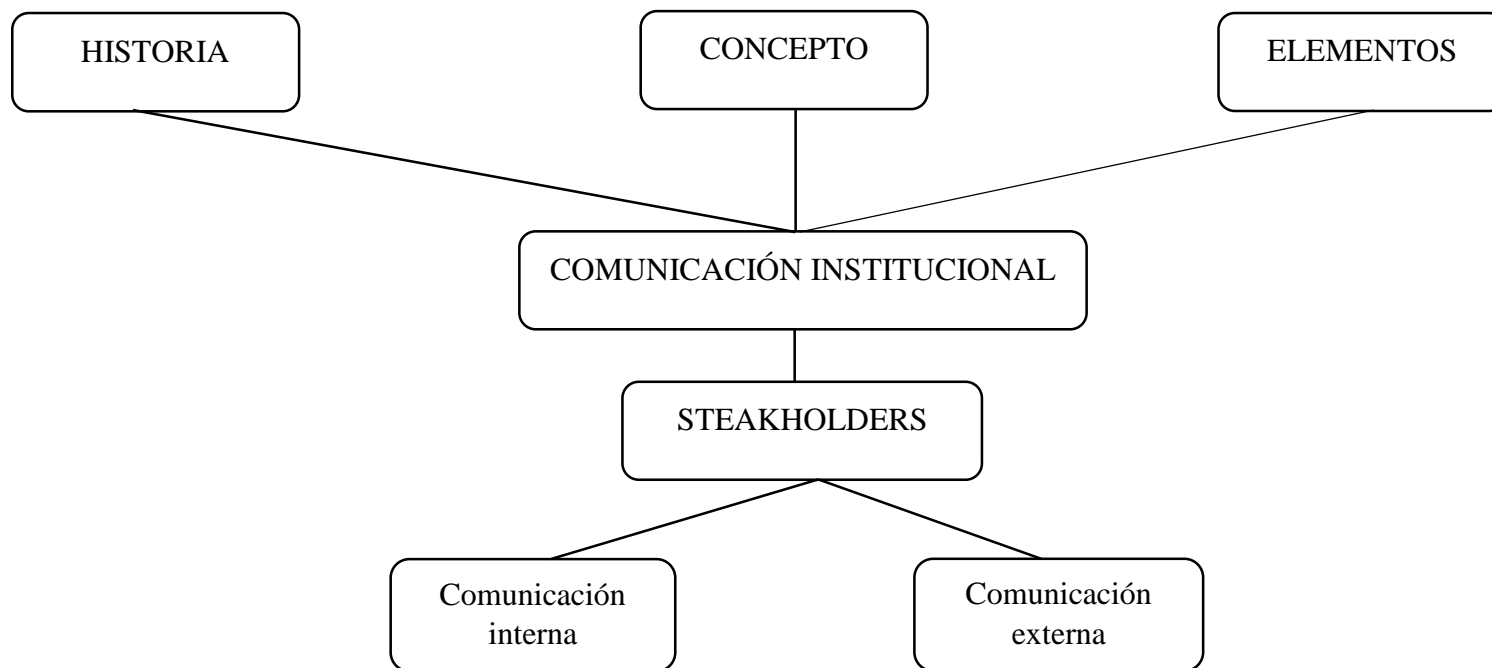 HISTORIA
CONCEPTO
ELEMENTOS
COMUNICACIÓN INSTITUCIONAL
STEAKHOLDERS
Comunicación
interna
Comunicación
externa